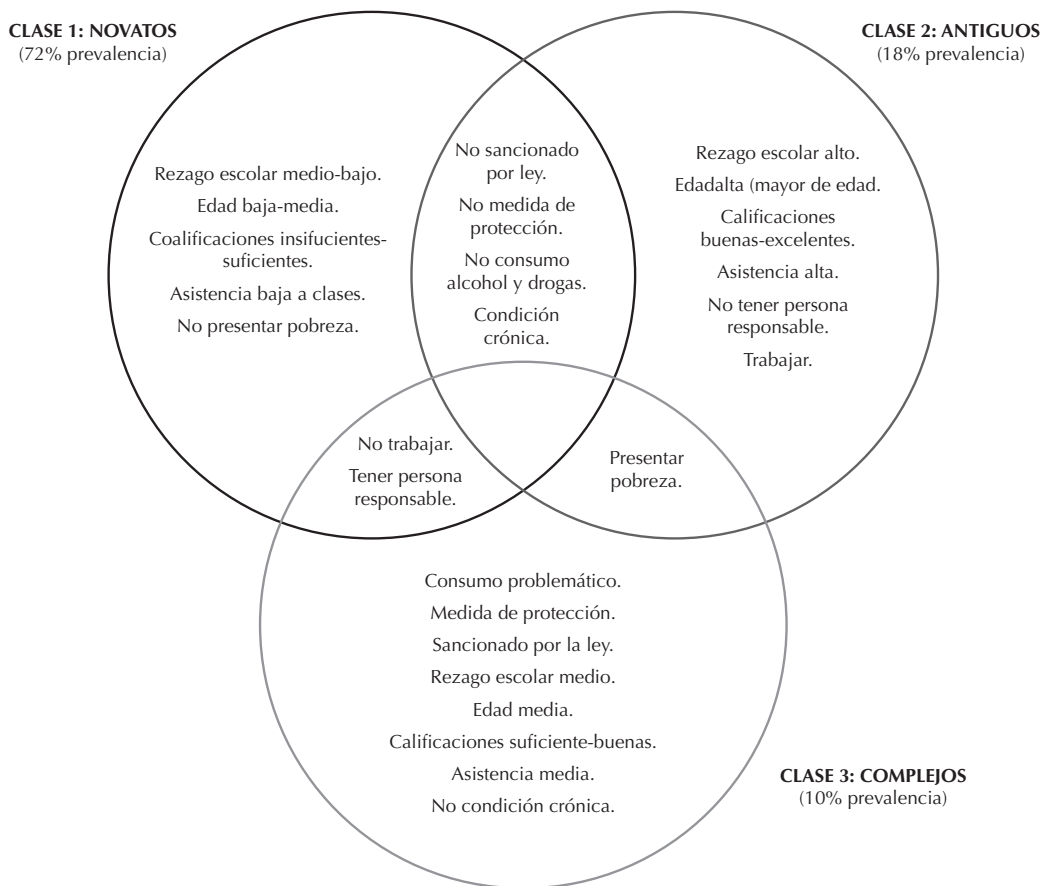 CLASE 1: NOVATOS
(72% prevalencia)
CLASE 2: ANTIGUOS
(18% prevalencia)
Rezago escolar medio-bajo.
Edad baja-media.
Coalificaciones insifucientes-
suficientes.
Asistencia baja a clases.
No presentar pobreza.
No sancionado
por ley.
No medida de
protección.
No consumo
alcohol y drogas.
Condición
crónica.
Rezago escolar alto.
Edadalta (mayor de edad.
Calificaciones
buenas-excelentes.
Asistencia alta.
No tener persona
responsable.
Trabajar.
No trabajar.
Tener persona
responsable.
Presentar
pobreza.
Consumo problemático.
Medida de protección.
Sancionado por la ley.
Rezago escolar medio.
Edad media.
Calificaciones suficiente-buenas.
Asistencia media.
No condición crónica.
CLASE 3: COMPLEJOS
(10% prevalencia)